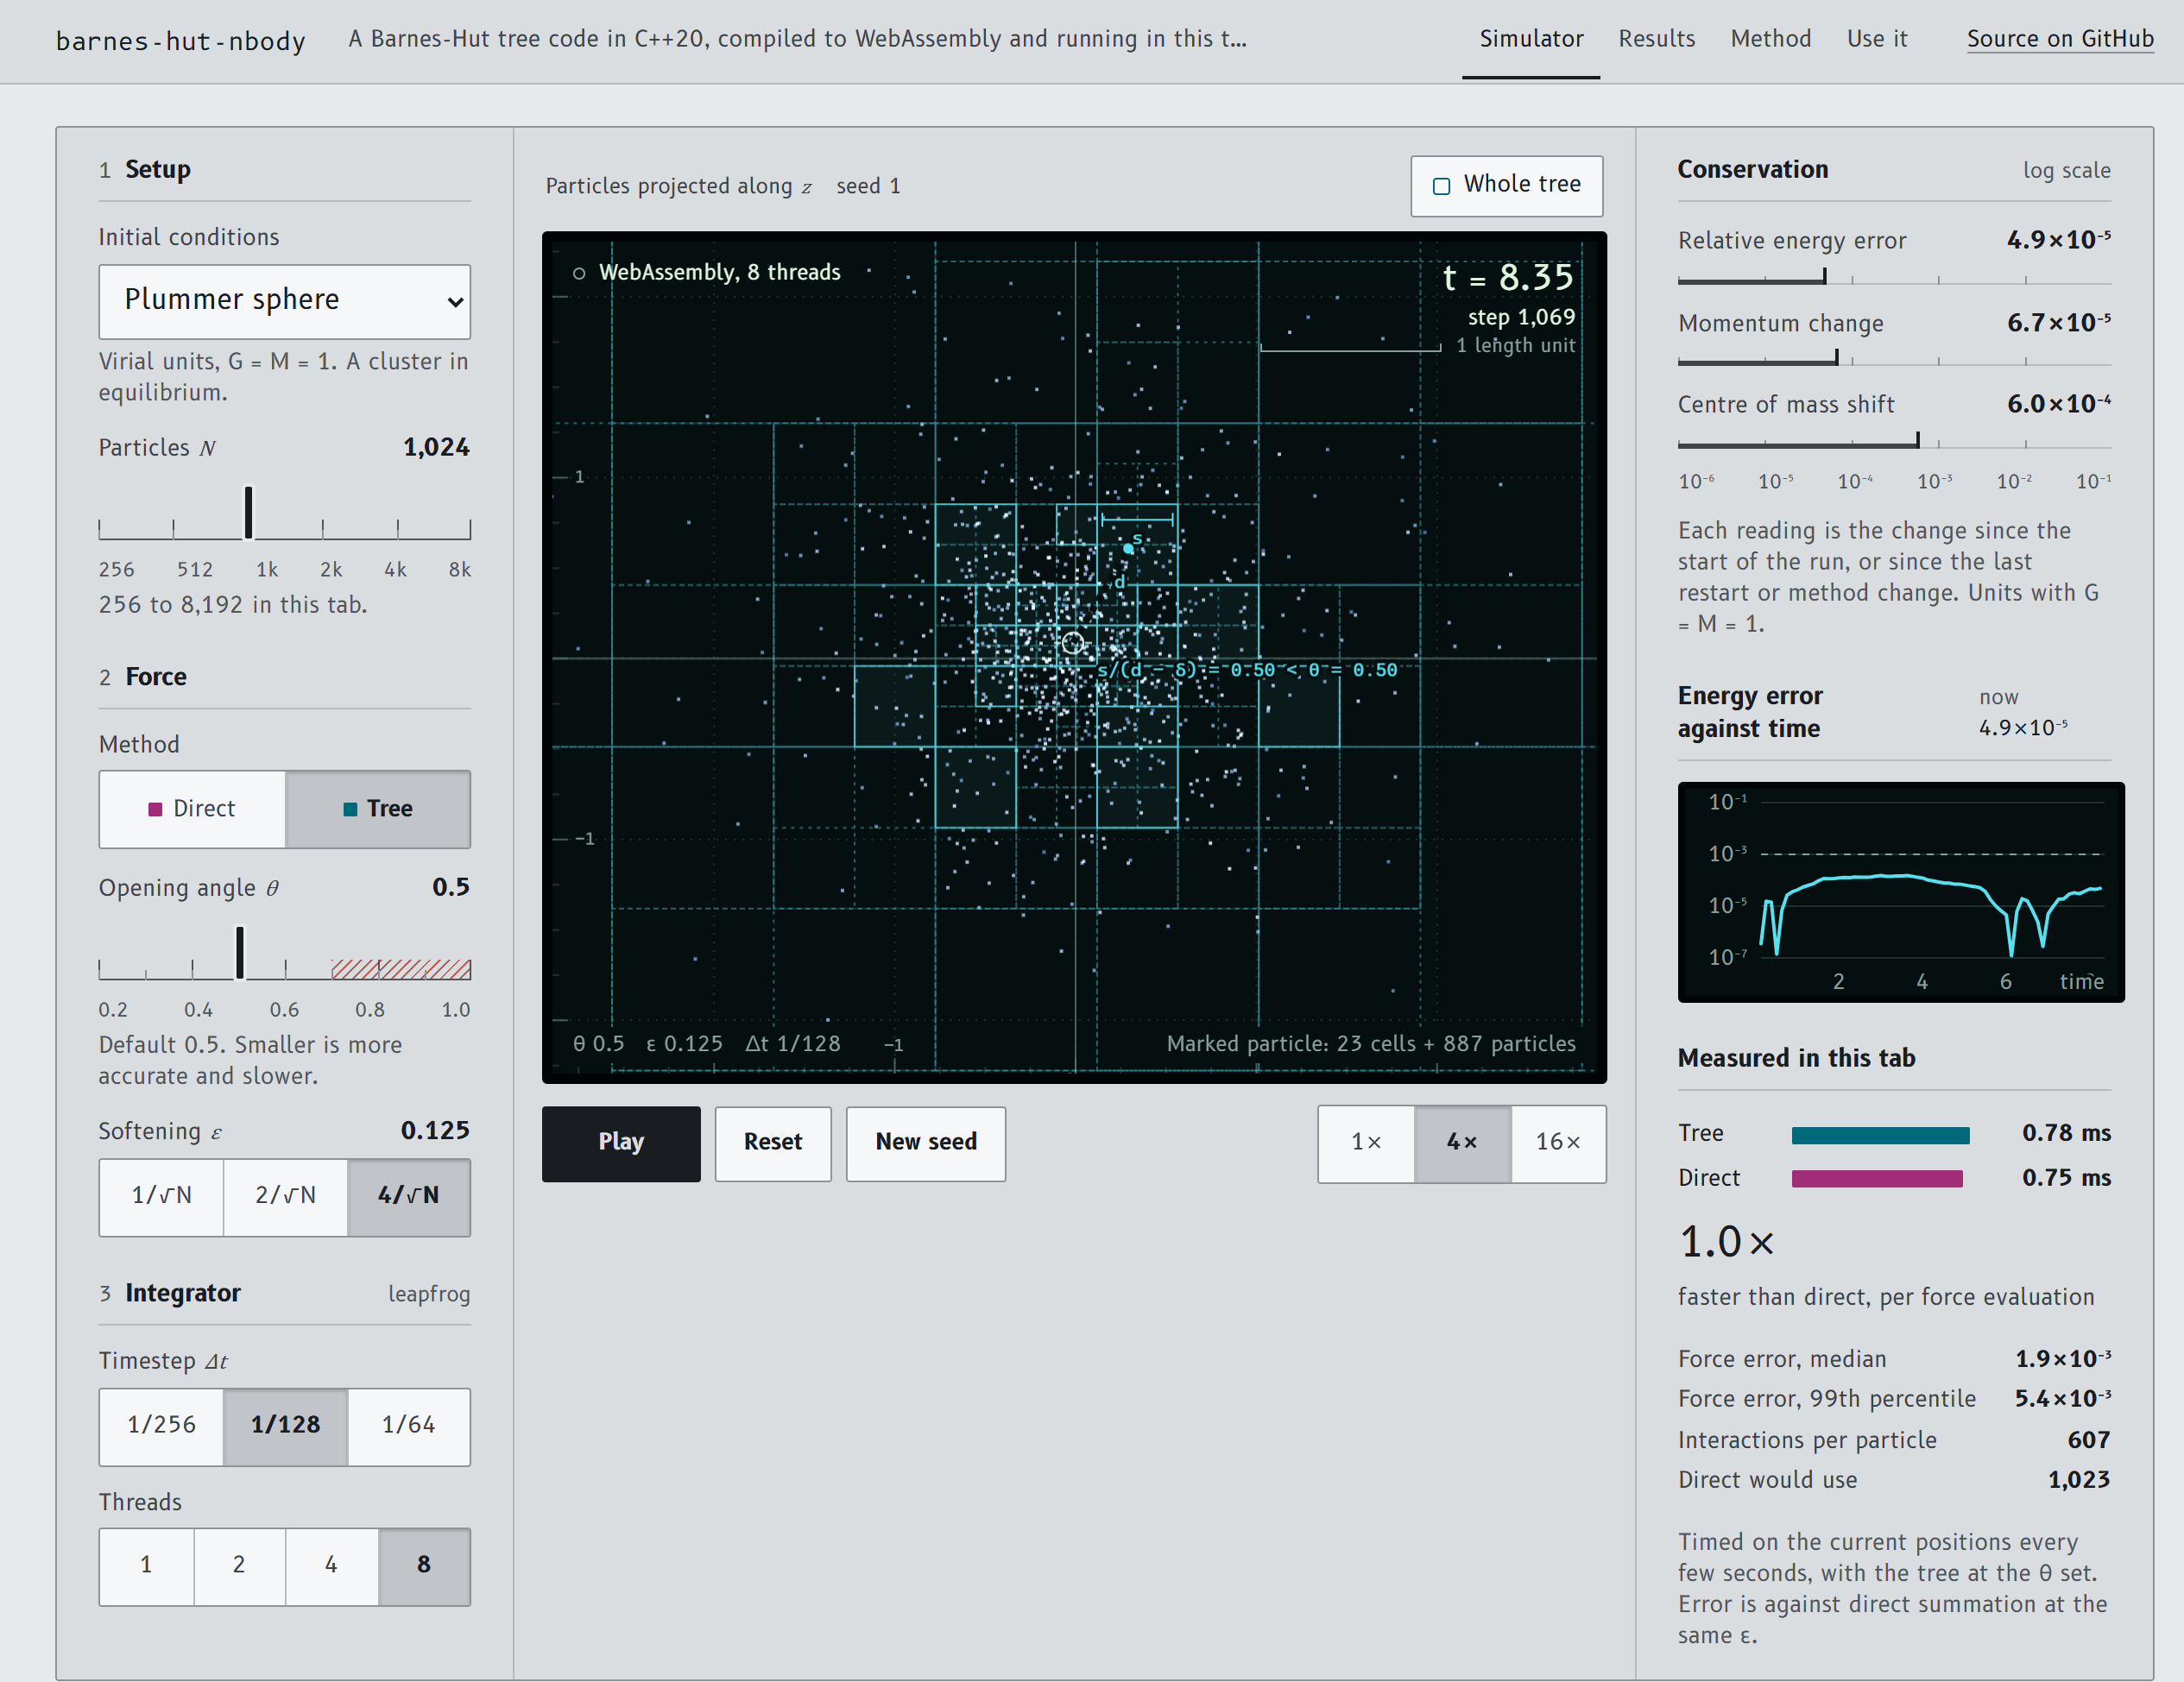 barnes-hut-nbody
A Barnes-Hut tree code in C++20, compiled to WebAssembly and running in this t...
Simulator
Results
Method
Use it
Source on GitHub
1 Setup
Initial conditions
Plummer sphere
Virial units, G = M = 1. A cluster in
equilibrium.
Particles N 1,024
256 512 1k 2k 4k 8k
256 to 8,192 in this tab.
2 Force
Method
Direct
Tree
Opening angle θ 0.5
0.2 0.4 0.6 0.8 1.0
Default 0.5. Smaller is more
accurate and slower.
Softening ε 0.125
1/√N 2/√N 4/√N
3 Integrator leapfrog
Timestep Δt
1/256 1/128 1/64
Threads
1 2 4 8
Particles projected along z seed 1
Whole tree
WebAssembly, 8 threads
t = 8.35
step 1,069
1 length unit
1
s
d
s/(d − δ) = 0.50 < θ = 0.50
−1
θ 0.5 ε 0.125 Δt 1/128 −1
Marked particle: 23 cells + 887 particles
Play
Reset
New seed
1× 4× 16×
Conservation log scale
Relative energy error 4.9×10⁻⁵
Momentum change 6.7×10⁻⁵
Centre of mass shift 6.0×10⁻⁴
10⁻⁶ 10⁻⁵ 10⁻⁴ 10⁻³ 10⁻² 10⁻¹
Each reading is the change since the
start of the run, or since the last
restart or method change. Units with G
= M = 1.
Energy error
against time
now
4.9×10⁻⁵
10⁻¹
10⁻³
10⁻⁵
10⁻⁷
2 4 6 time
Measured in this tab
Tree 0.78 ms
Direct 0.75 ms
1.0×
faster than direct, per force evaluation
Force error, median 1.9×10⁻³
Force error, 99th percentile 5.4×10⁻³
Interactions per particle 607
Direct would use 1,023
Timed on the current positions every
few seconds, with the tree at the θ set.
Error is against direct summation at the
same ε.